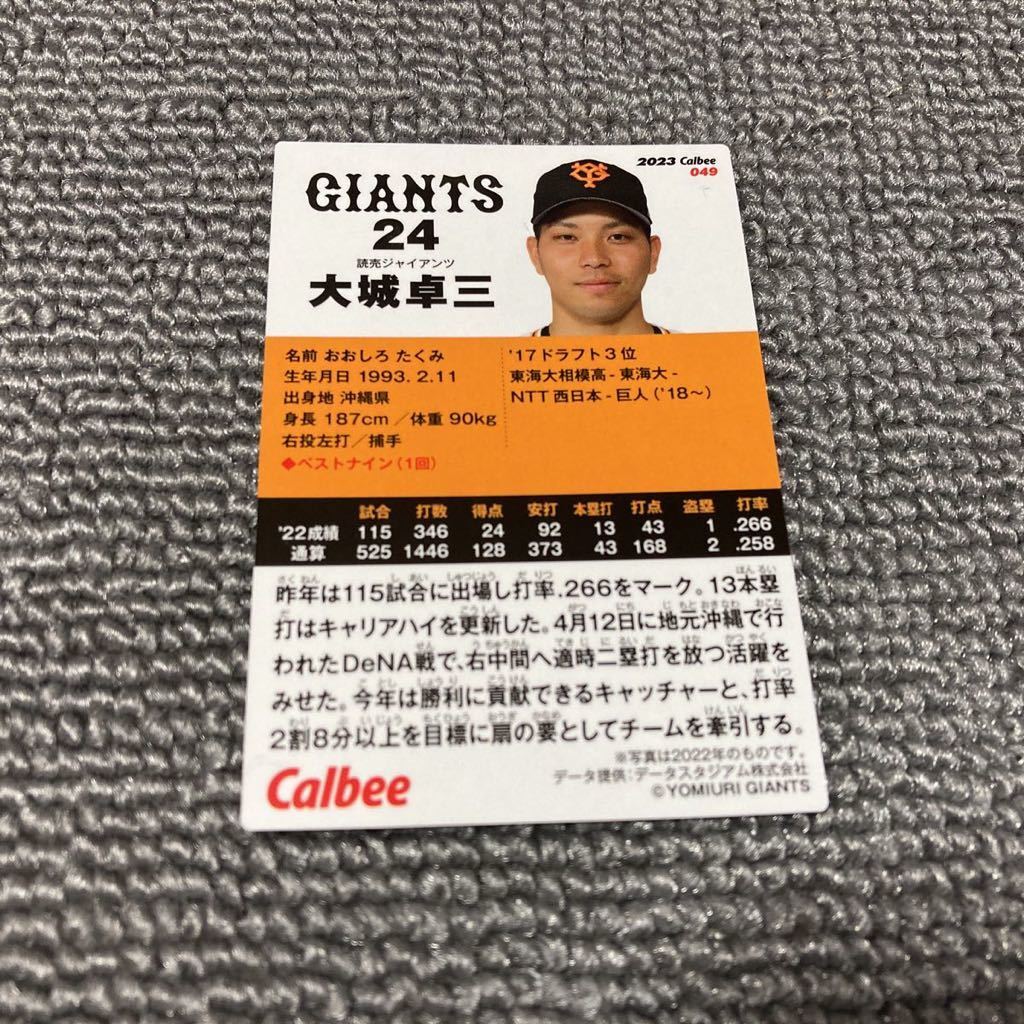 2023 Calbee
049
GIANTS
24
読売ジャイアンツ
大城卓三
名前 おおしろ たくみ
生年月日 1993. 2.11
出身地 沖縄県
身長 187cm／体重 90kg
右投左打／捕手
◆ベストナイン（1回）
'17ドラフト3位
東海大相模高-東海大-
NTT西日本-巨人（'18～）
試合 打数 得点 安打 本塁打 打点 盗塁 打率
'22成績 115 346 24 92 13 43 1 .266
通算 525 1446 128 373 43 168 2 .258
昨年は115試合に出場し打率.266をマーク。13本塁
打はキャリアハイを更新した。4月12日に地元沖縄で行
われたDeNA戦で、右中間へ適時二塁打を放つ活躍を
みせた。今年は勝利に貢献できるキャッチャーと、打率
2割8分以上を目標に扇の要としてチームを牽引する。
※写真は2022年のものです。
データ提供：データスタジアム株式会社
©YOMIURI GIANTS
Calbee